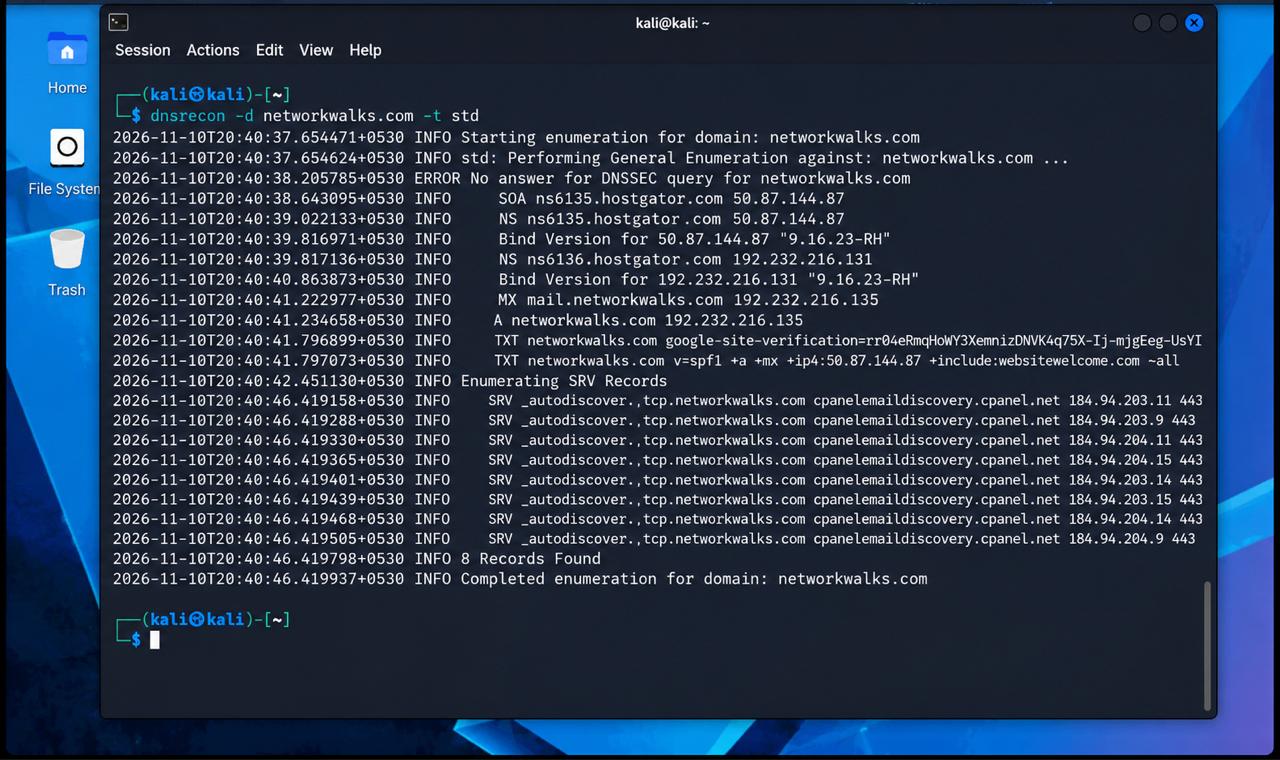 kali@kali: ~
Session Actions Edit View Help
Home
File System
Trash
┌──(kali㉿kali)-[~]
└─$ dnsrecon -d networkwalks.com -t std
2026-11-10T20:40:37.654471+0530 INFO Starting enumeration for domain: networkwalks.com
2026-11-10T20:40:37.654624+0530 INFO std: Performing General Enumeration against: networkwalks.com ...
2026-11-10T20:40:38.205785+0530 ERROR No answer for DNSSEC query for networkwalks.com
2026-11-10T20:40:38.643095+0530 INFO SOA ns6135.hostgator.com 50.87.144.87
2026-11-10T20:40:39.022133+0530 INFO NS ns6135.hostgator.com 50.87.144.87
2026-11-10T20:40:39.816971+0530 INFO Bind Version for 50.87.144.87 "9.16.23-RH"
2026-11-10T20:40:39.817136+0530 INFO NS ns6136.hostgator.com 192.232.216.131
2026-11-10T20:40:40.863873+0530 INFO Bind Version for 192.232.216.131 "9.16.23-RH"
2026-11-10T20:40:41.222977+0530 INFO MX mail.networkwalks.com 192.232.216.135
2026-11-10T20:40:41.234658+0530 INFO A networkwalks.com 192.232.216.135
2026-11-10T20:40:41.796899+0530 INFO TXT networkwalks.com google-site-verification=rr04eRmqHoWY3XemnizDNVK4q75X-Ij-mjgEeg-UsYI
2026-11-10T20:40:41.797073+0530 INFO TXT networkwalks.com v=spf1 +a +mx +ip4:50.87.144.87 +include:websitewelcome.com ~all
2026-11-10T20:40:42.451130+0530 INFO Enumerating SRV Records
2026-11-10T20:40:46.419158+0530 INFO SRV _autodiscover.,tcp.networkwalks.com cpanelemaildiscovery.cpanel.net 184.94.203.11 443
2026-11-10T20:40:46.419288+0530 INFO SRV _autodiscover.,tcp.networkwalks.com cpanelemaildiscovery.cpanel.net 184.94.203.9 443
2026-11-10T20:40:46.419330+0530 INFO SRV _autodiscover.,tcp.networkwalks.com cpanelemaildiscovery.cpanel.net 184.94.204.11 443
2026-11-10T20:40:46.419365+0530 INFO SRV _autodiscover.,tcp.networkwalks.com cpanelemaildiscovery.cpanel.net 184.94.204.15 443
2026-11-10T20:40:46.419401+0530 INFO SRV _autodiscover.,tcp.networkwalks.com cpanelemaildiscovery.cpanel.net 184.94.203.14 443
2026-11-10T20:40:46.419439+0530 INFO SRV _autodiscover.,tcp.networkwalks.com cpanelemaildiscovery.cpanel.net 184.94.203.15 443
2026-11-10T20:40:46.419468+0530 INFO SRV _autodiscover.,tcp.networkwalks.com cpanelemaildiscovery.cpanel.net 184.94.204.14 443
2026-11-10T20:40:46.419505+0530 INFO SRV _autodiscover.,tcp.networkwalks.com cpanelemaildiscovery.cpanel.net 184.94.204.9 443
2026-11-10T20:40:46.419798+0530 INFO 8 Records Found
2026-11-10T20:40:46.419937+0530 INFO Completed enumeration for domain: networkwalks.com
┌──(kali㉿kali)-[~]
└─$